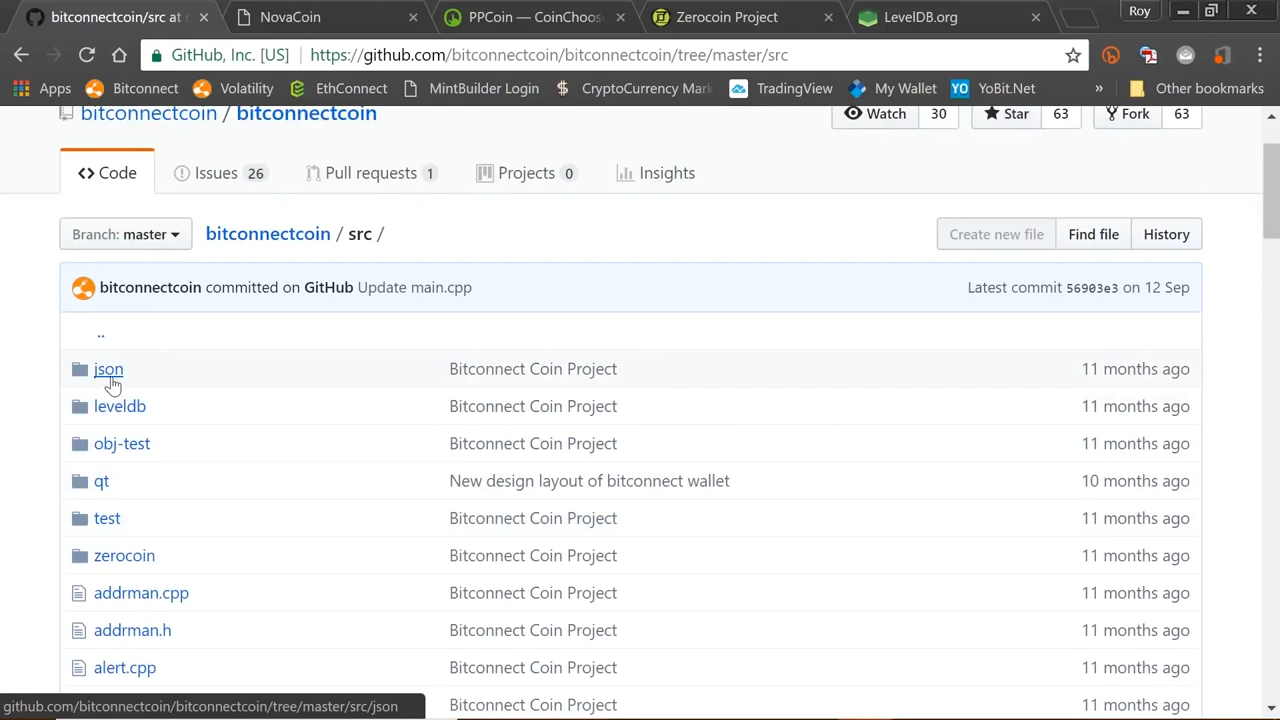 bitconnectcoin/src at
NovaCoin
PPCoin — CoinChoos
Zerocoin Project
LevelDB.org
Roy
GitHub, Inc. [US]
https://github.com/bitconnectcoin/bitconnectcoin/tree/master/src
Apps
Bitconnect
Volatility
EthConnect
MintBuilder Login
CryptoCurrency Mark
TradingView
My Wallet
YO YoBit.Net
»
Other bookmarks
bitconnectcoin / bitconnectcoin
Watch 30
Star 61
Fork 63
63
Code
Issues 26
Pull requests 1
Projects 0
Insights
Branch: master
bitconnectcoin / src /
Create new file
Find file
History
bitconnectcoin committed on GitHub Update main.cpp
Latest commit 56903e3 on 12 Sep
..
json Bitconnect Coin Project 11 months ago
leveldb Bitconnect Coin Project 11 months ago
obj-test Bitconnect Coin Project 11 months ago
qt New design layout of bitconnect wallet 10 months ago
test Bitconnect Coin Project 11 months ago
zerocoin Bitconnect Coin Project 11 months ago
addrman.cpp Bitconnect Coin Project 11 months ago
addrman.h Bitconnect Coin Project 11 months ago
alert.cpp Bitconnect Coin Project 11 months ago
Bitconnect Coin Project 11 months ago
github.com/bitconnectcoin/bitconnectcoin/tree/master/src/json